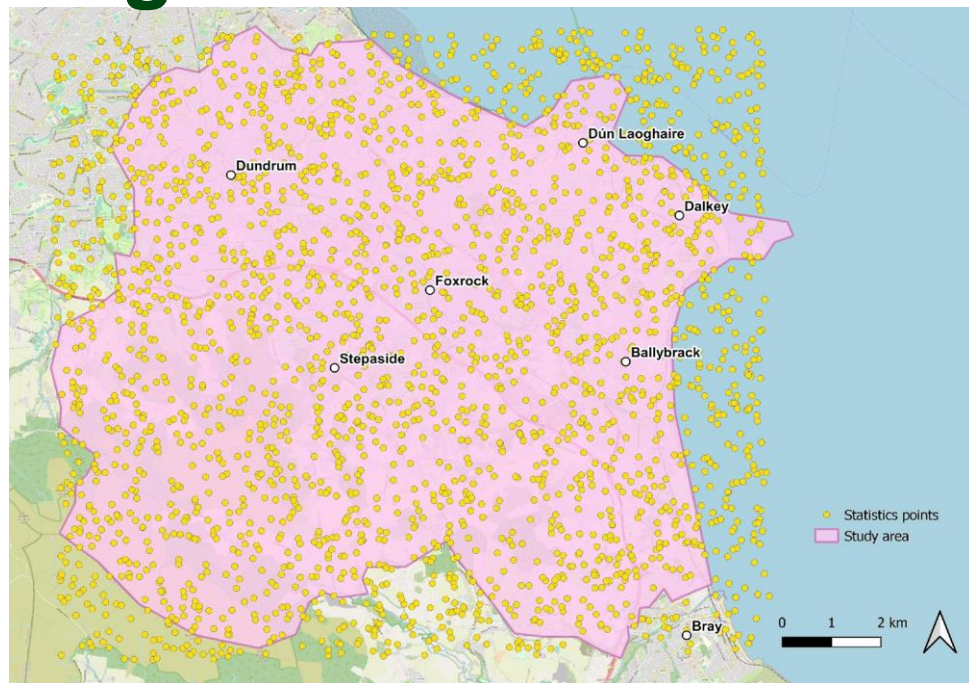 Dún Laoghaire
Dundrum
Dalkey
Foxrock
Ballybrack
Stepaside
Statistics points
Study area
Bray
0 1 2 km